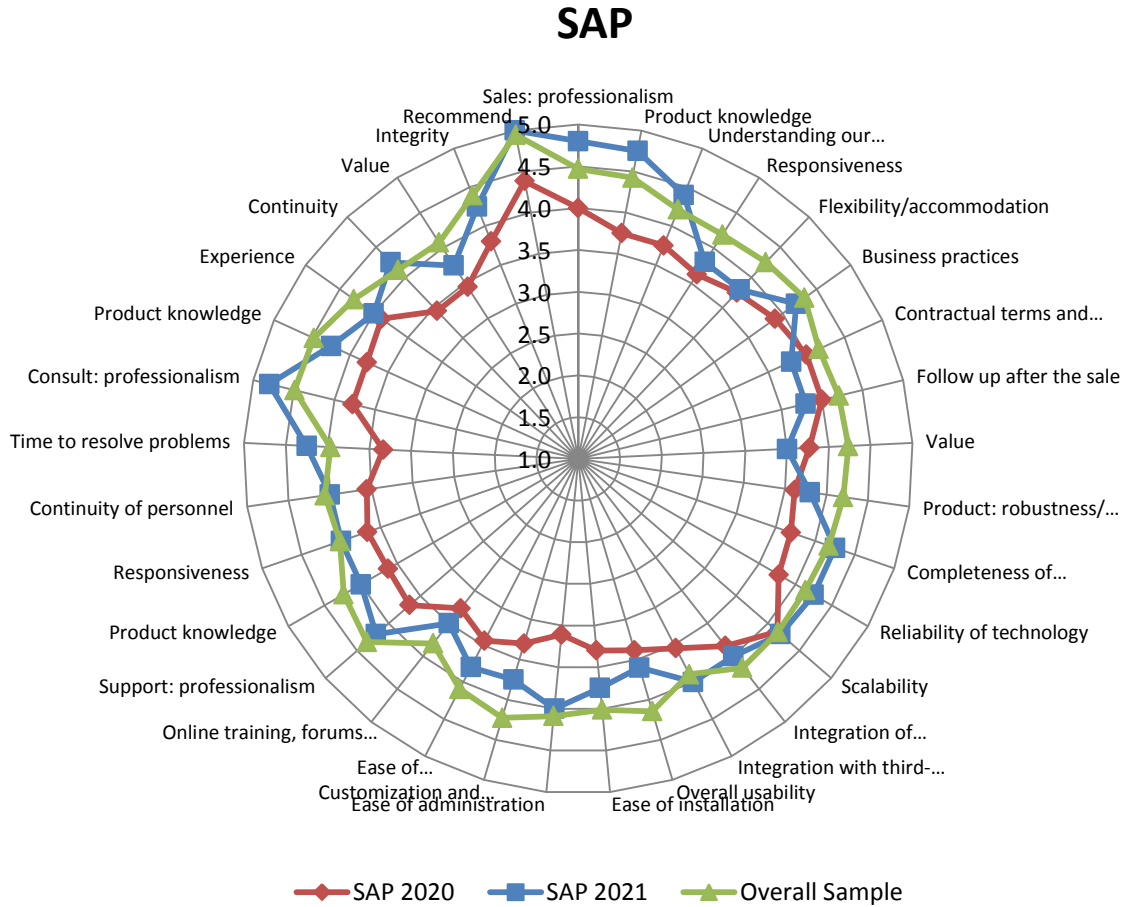 SAP
Sales: professionalism
Product knowledge
Understanding our...
Responsiveness
Flexibility/accommodation
Business practices
Contractual terms and...
Follow up after the sale
Value
Product: robustness/...
Completeness of...
Reliability of technology
Scalability
Integration of...
Integration with third-...
Overall usability
Ease of installation
Ease of administration
Customization and...
Ease of...
Online training, forums...
Support: professionalism
Product knowledge
Responsiveness
Continuity of personnel
Time to resolve problems
Consult: professionalism
Product knowledge
Experience
Continuity
Value
Integrity
Recommend
5.0
4.5
4.0
3.5
3.0
2.5
2.0
1.5
1.0
SAP 2020
SAP 2021
Overall Sample